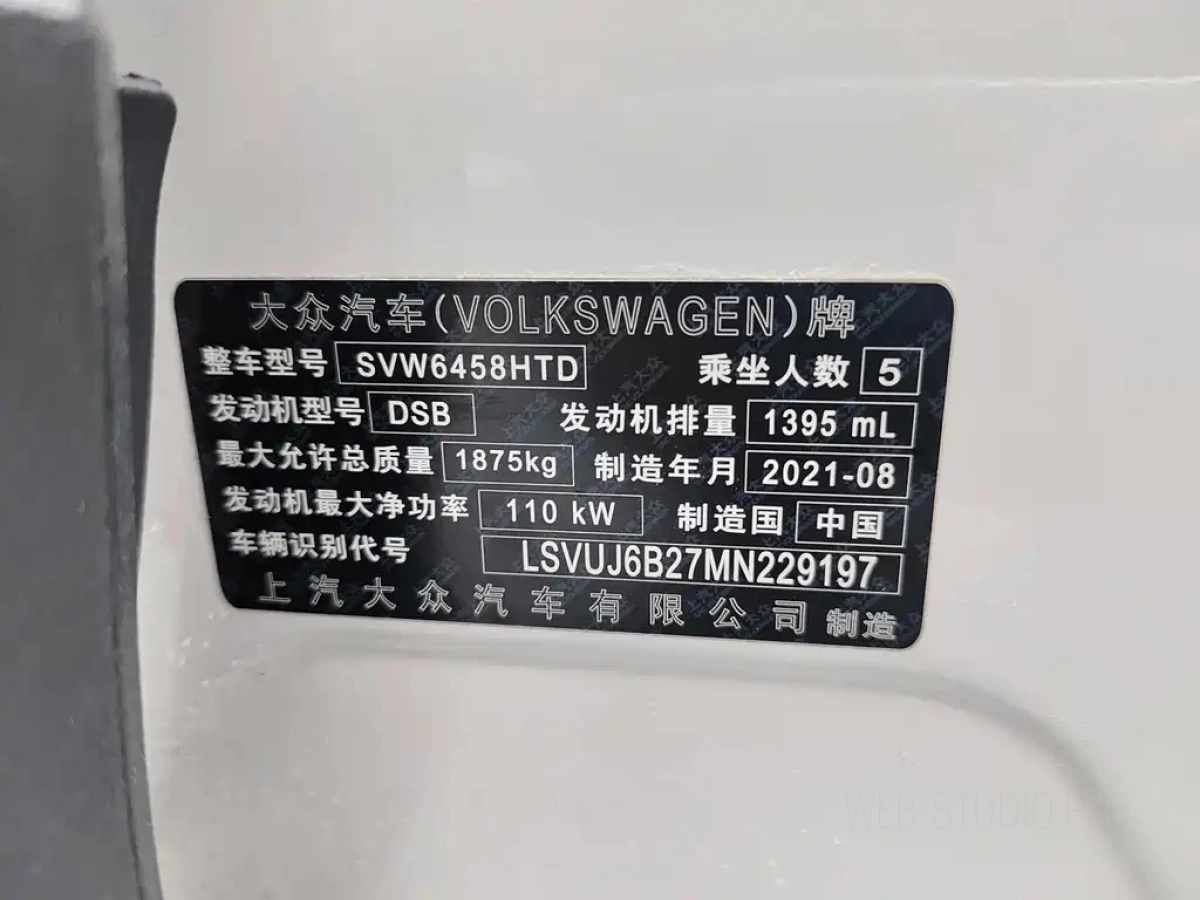 大众汽车(VOLKSWAGEN)牌
整车型号 SVW6458HTD 乘坐人数 5
发动机型号 DSB 发动机排量 1395 mL
最大允许总质量 1875kg 制造年月 2021-08
发动机最大净功率 110 kW 制造国 中国
车辆识别代号 LSVUJ6B27MN229197
上汽大众汽车有限公司 制造
WEB-STUDIO.PRO